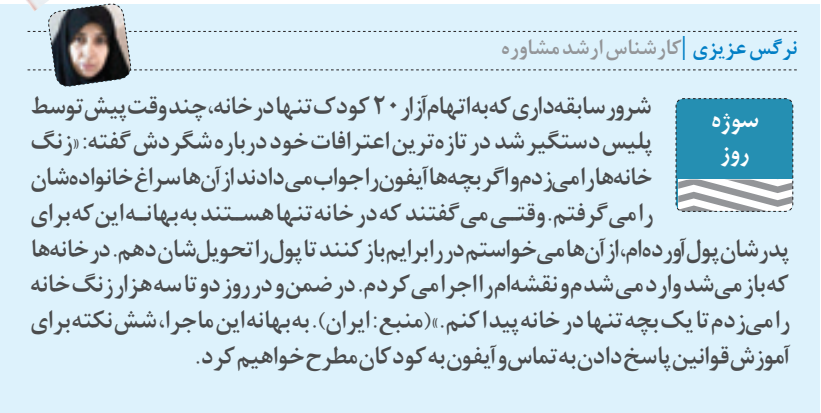 نرگس عزیزی | کارشناس ارشد مشاوره
سوژه
روز
شرور سابقه‌داری که به اتهام آزار ۲۰ کودک تنها در خانه، چند وقت پیش توسط
پلیس دستگیر شد در تازه‌ترین اعترافات خود درباره شگردش گفته: «زنگ
خانه‌ها را می‌زدم و اگر بچه‌ها آیفون را جواب می‌دادند از آن‌ها سراغ خانواده‌شان
را می‌گرفتم. وقتــی می‌گفتند که در خانه تنها هســتند به بهانــه این که برای
پدرشان پول آورده‌ام، از آن‌ها می‌خواستم در را برایم باز کنند تا پول را تحویل‌شان دهم. در خانه‌ها
که باز می‌شد وارد می‌شدم و نقشه‌ام را اجرا می‌کردم. در ضمن و در روز دو تا سه هزار زنگ خانه
را می‌زدم تا یک بچه تنها در خانه پیدا کنم.»(منبع: ایران). به بهانه این ماجرا، شش نکته برای
آموزش قوانین پاسخ دادن به تماس و آیفون به کودکان مطرح خواهیم کرد.